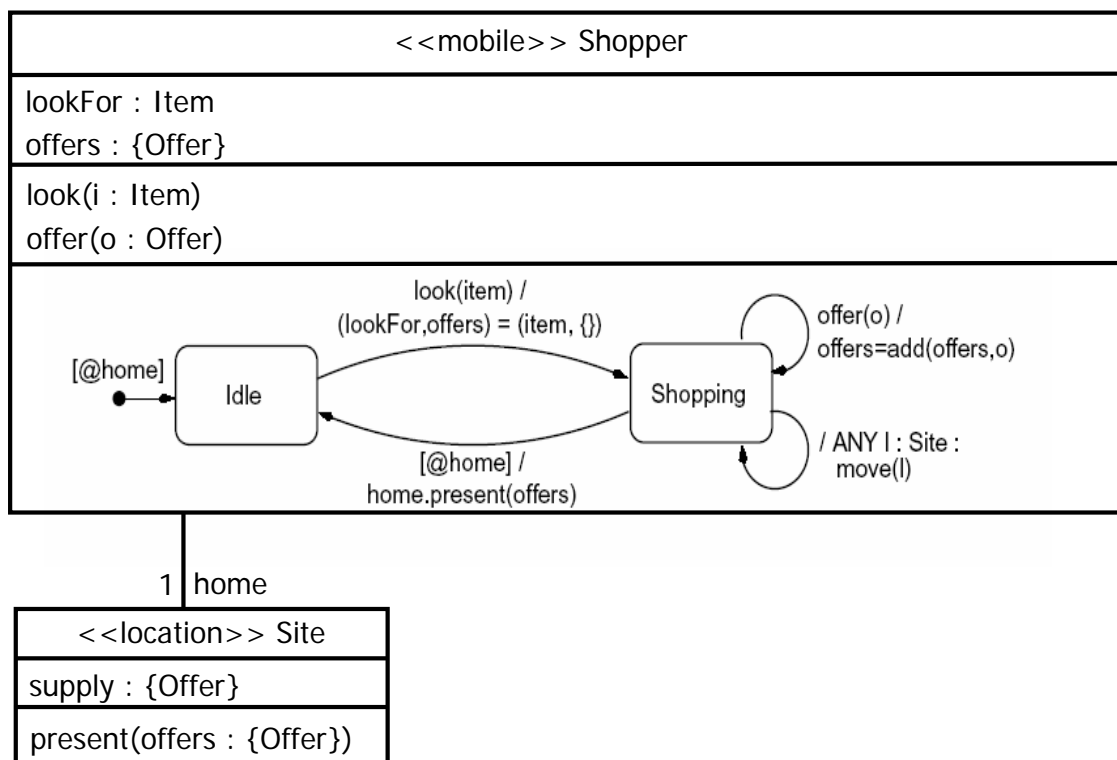 <<mobile>> Shopper
lookFor : Item
offers : {Offer}
look(i : Item)
offer(o : Offer)
look(item) /
(lookFor,offers) = (item, {})
offer(o) /
offers=add(offers,o)
[@home]
Idle
Shopping
/ ANY l : Site :
move(l)
[@home] /
home.present(offers)
1 home
<<location>> Site
supply : {Offer}
present(offers : {Offer})